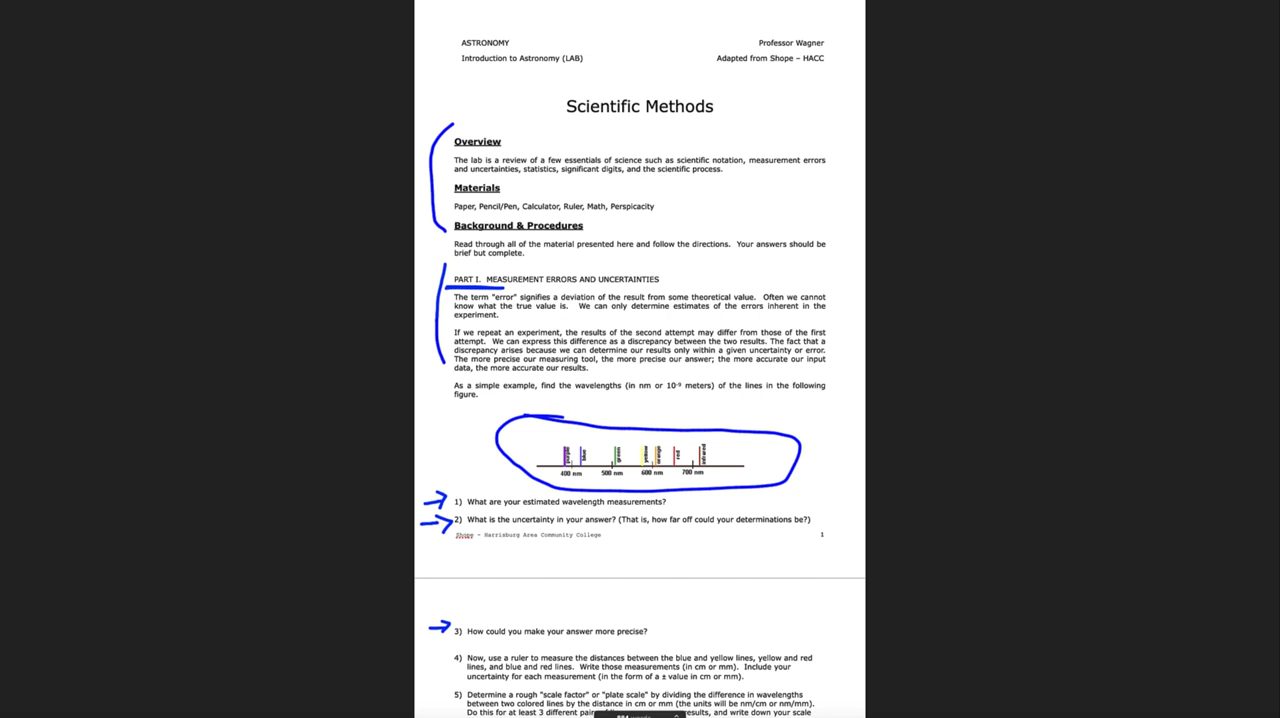 ASTRONOMY Professor Wagner
Introduction to Astronomy (LAB) Adapted from Shope – HACC
Scientific Methods
Overview
The lab is a review of a few essentials of science such as scientific notation, measurement errors
and uncertainties, statistics, significant digits, and the scientific process.
Materials
Paper, Pencil/Pen, Calculator, Ruler, Math, Perspicacity
Background & Procedures
Read through all of the material presented here and follow the directions. Your answers should be
brief but complete.
PART I. MEASUREMENT ERRORS AND UNCERTAINTIES
The term "error" signifies a deviation of the result from some theoretical value. Often we cannot
know what the true value is. We can only determine estimates of the errors inherent in the
experiment.
If we repeat an experiment, the results of the second attempt may differ from those of the first
attempt. We can express this difference as a discrepancy between the two results. The fact that a
discrepancy arises because we can determine our results only within a given uncertainty or error.
The more precise our measuring tool, the more precise our answer; the more accurate our input
data, the more accurate our results.
As a simple example, find the wavelengths (in nm or 10⁻⁹ meters) of the lines in the following
figure.
purple blue green yellow orange red infrared
400 nm 500 nm 600 nm 700 nm
1) What are your estimated wavelength measurements?
2) What is the uncertainty in your answer? (That is, how far off could your determinations be?)
Shope - Harrisburg Area Community College 1
3) How could you make your answer more precise?
4) Now, use a ruler to measure the distances between the blue and yellow lines, yellow and red
lines, and blue and red lines. Write those measurements (in cm or mm). Include your
uncertainty for each measurement (in the form of a ± value in cm or mm).
5) Determine a rough "scale factor" or "plate scale" by dividing the difference in wavelengths
between two colored lines by the distance in cm or mm (the units will be nm/cm or nm/mm).
Do this for at least 3 different results, and write down your scale